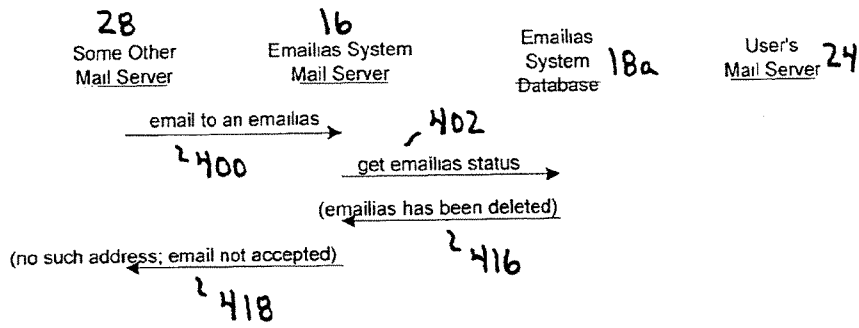 28
Some Other
Mail Server
16
Emailias System
Mail Server
Emailias
System
Database
18a
User's
Mail Server
24
email to an emailias
400
402
get emailias status
(emailias has been deleted)
416
(no such address; email not accepted)
418